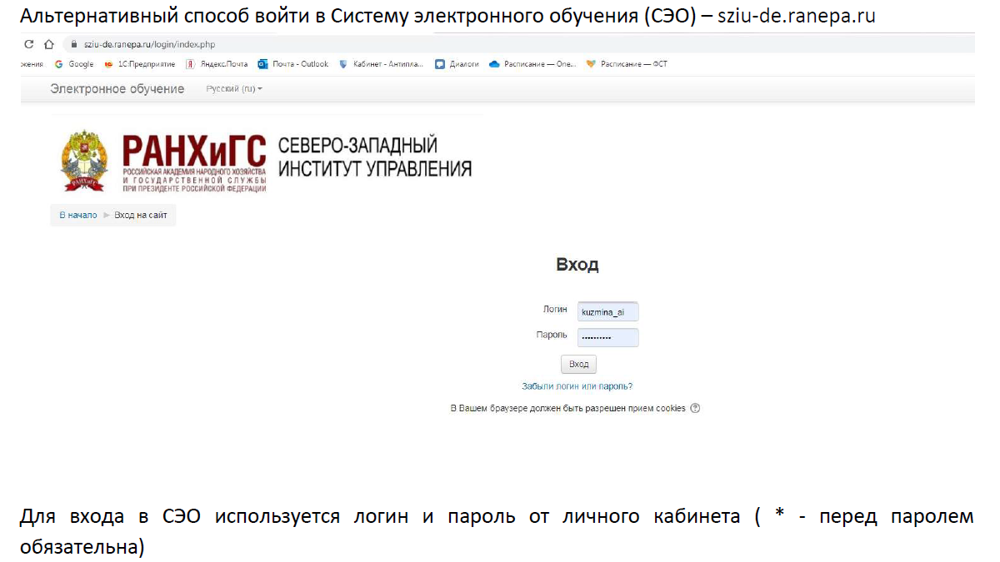 Альтернативный способ войти в Систему электронного обучения (СЭО) – sziu-de.ranepa.ru
sziu-de.ranepa.ru/login/index.php
жения Google 1С:Предприятие Яндекс.Почта Почта - Outlook Кабинет - Антипла... Диалоги Расписание — One... Расписание — ФСТ
Электронное обучение Русский (ru)
РАНХиГС
РОССИЙСКАЯ АКАДЕМИЯ НАРОДНОГО ХОЗЯЙСТВА
И ГОСУДАРСТВЕННОЙ СЛУЖБЫ
ПРИ ПРЕЗИДЕНТЕ РОССИЙСКОЙ ФЕДЕРАЦИИ
СЕВЕРО-ЗАПАДНЫЙ
ИНСТИТУТ УПРАВЛЕНИЯ
РАНХиГС
В начало ► Вход на сайт
Вход
Логин kuzmina_ai
Пароль ••••••••••
Вход
Забыли логин или пароль?
В Вашем браузере должен быть разрешен прием cookies ?
Для входа в СЭО используется логин и пароль от личного кабинета ( * - перед паролем
обязательна)